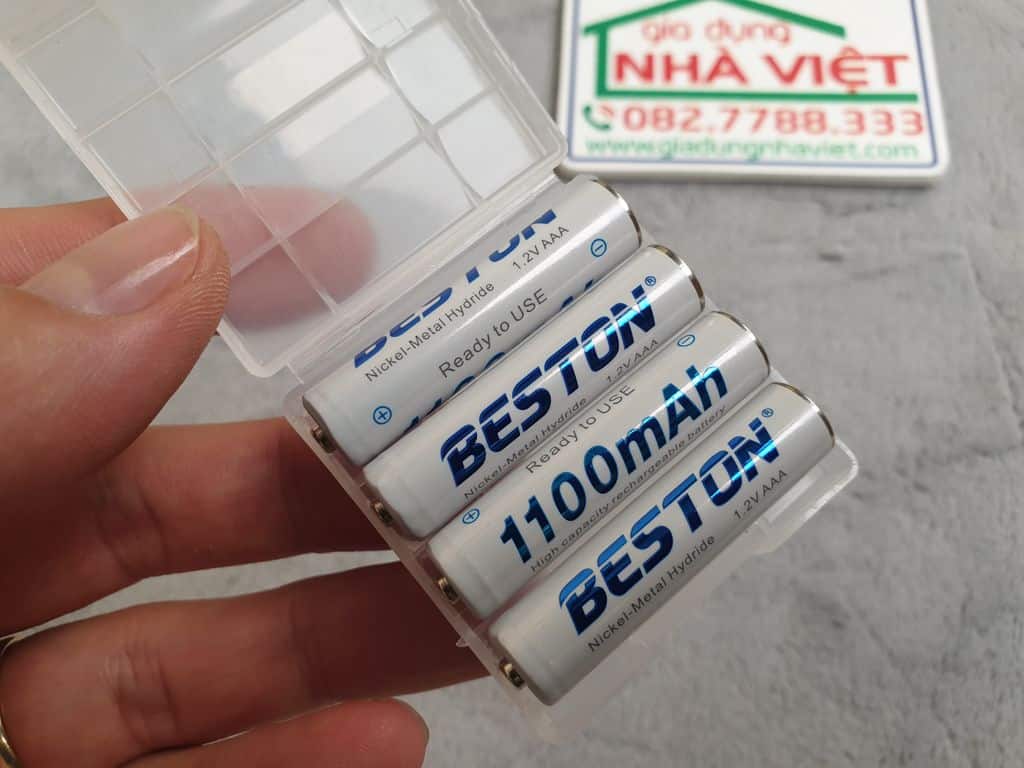 gia dụng
NHÀ VIỆT
082.7788.333
www.giadungnhaviet.com
BESTON
Nickel-Metal Hydride 1.2V AAA
Ready to USE
BESTON®
Nickel-Metal Hydride 1.2V AAA
Ready to USE
1100mAh
High capacity rechargeable battery
BESTON®
Nickel-Metal Hydride 1.2V AAA